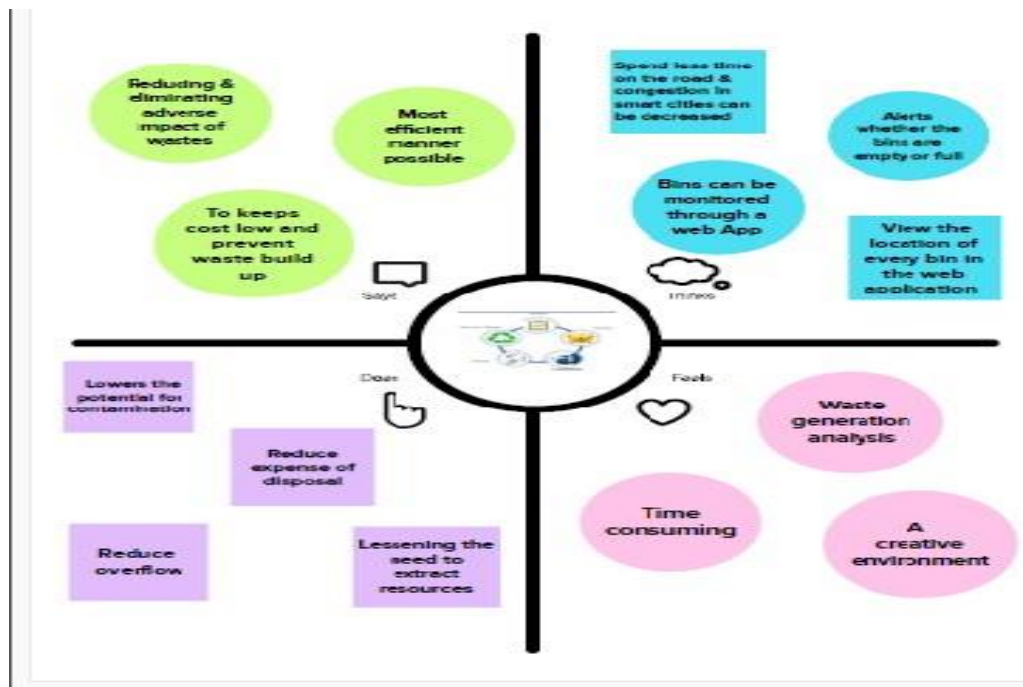 Reducing &
elimirating
adverse
impact of
wastes
Most
efficient
manner
possible
To keeps
cost low and
prevent
waste build
up
Says
Spend less time
on the road &
congestion in
smart cities can
be decreased
Alerts
whether the
bins are
empty or full
Bins can be
monitored
through a
web App
View the
location of
every bin in
the web
application
Thinks
Does
Lowers the
potential for
contamination
Reduce
expense of
disposal
Reduce
overflow
Lessening the
need to
extract
resources
Feels
Waste
generation
analysis
Time
consuming
A
creative
environment